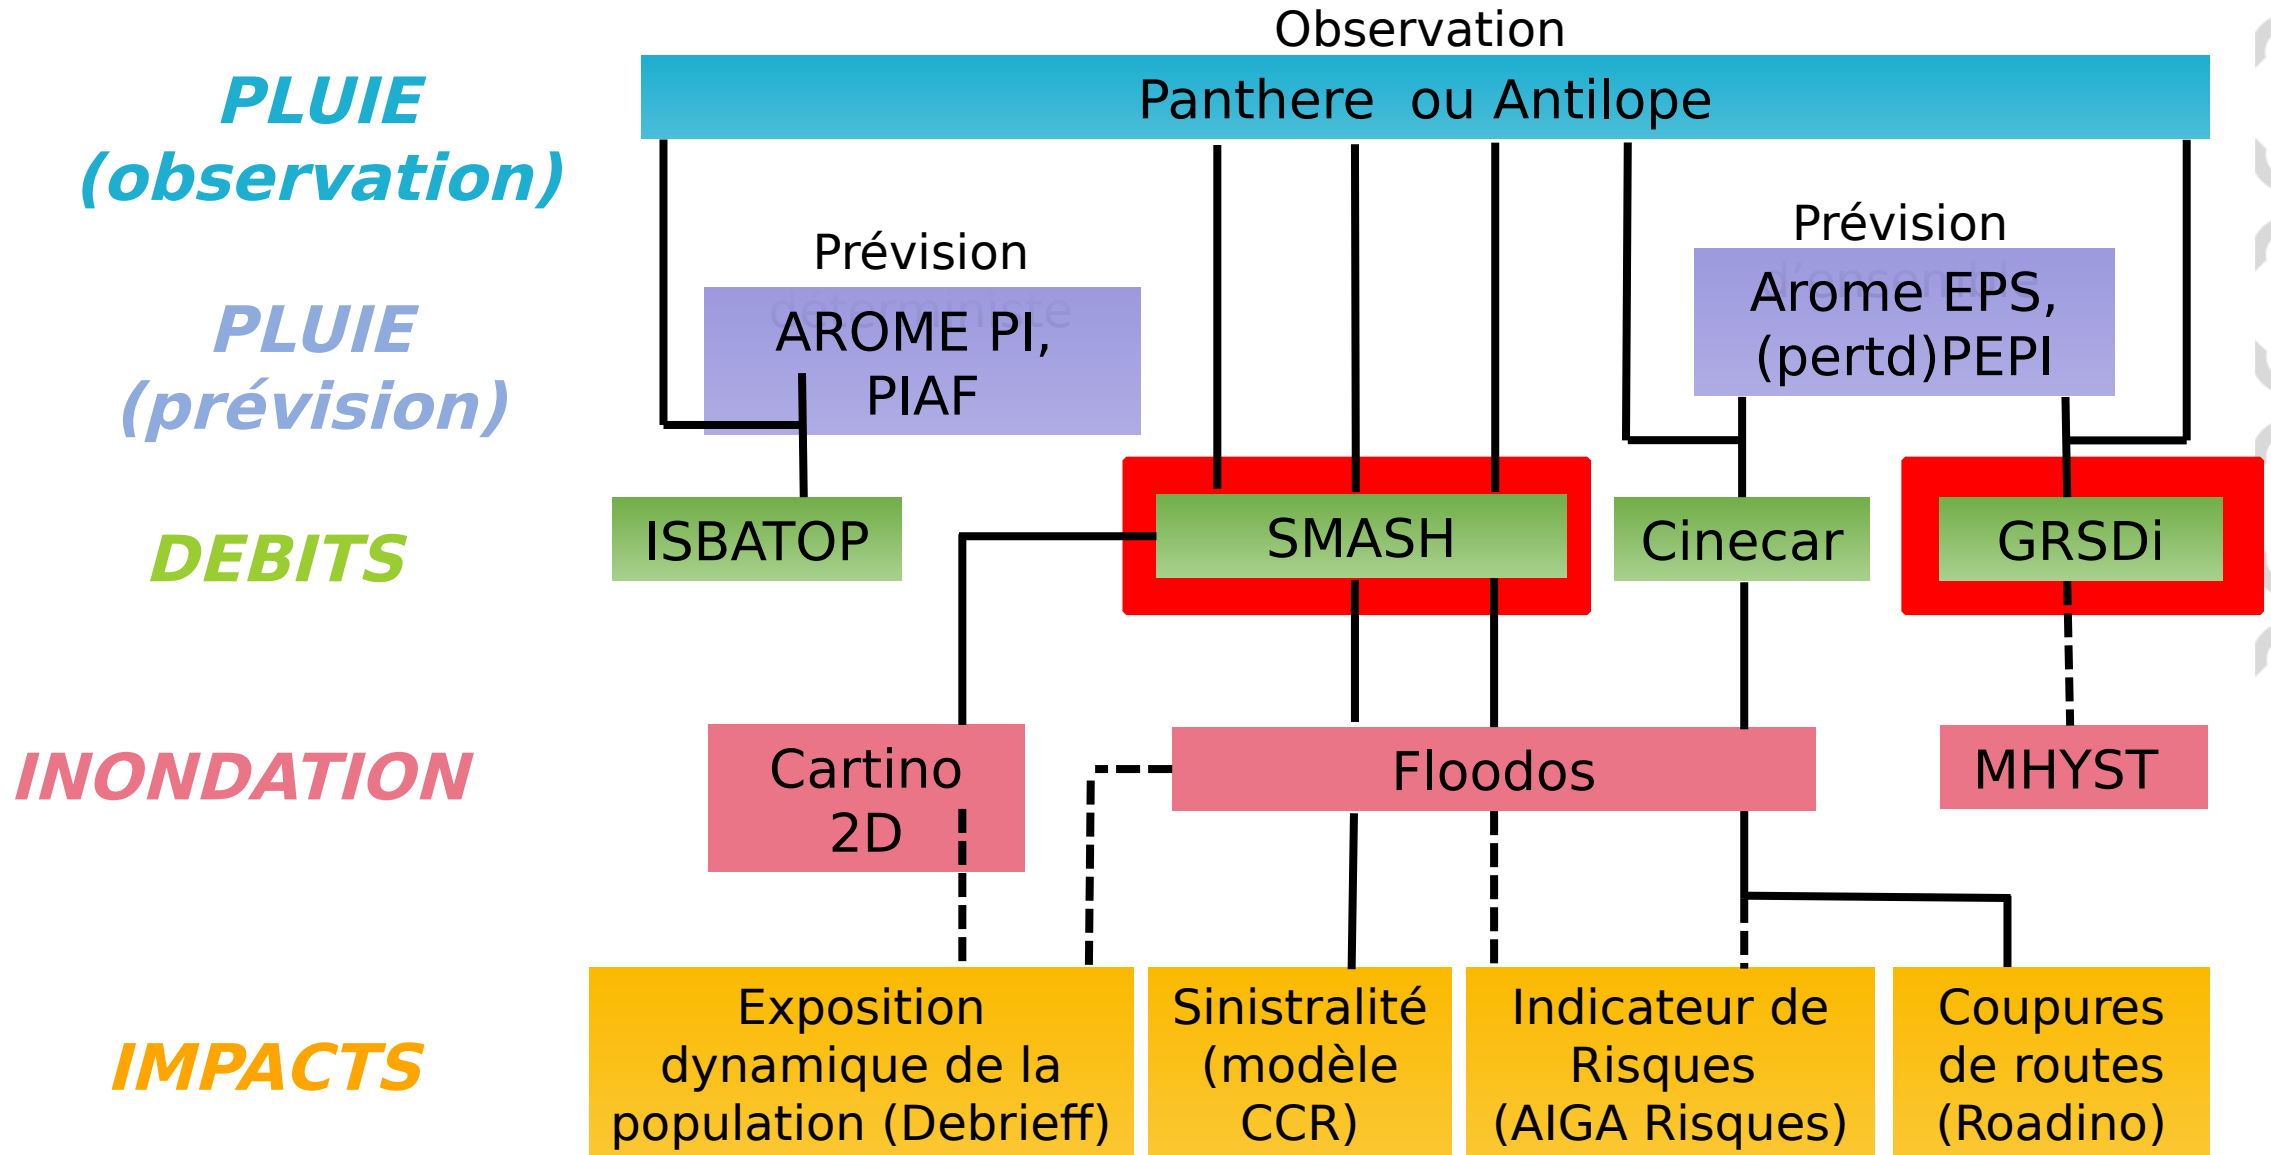 Observation
Panthere ou Antilope
PLUIE
(observation)
Prévision
d'ensemble
Arome EPS,
(pertd)PEPI
Prévision
déterministe
AROME PI,
PIAF
PLUIE
(prévision)
DEBITS
ISBATOP
SMASH
Cinecar
GRSDi
INONDATION
Cartino
2D
Floodos
MHYST
IMPACTS
Exposition
dynamique de la
population (Debrieff)
Sinistralité
(modèle
CCR)
Indicateur de
Risques
(AIGA Risques)
Coupures
de routes
(Roadino)